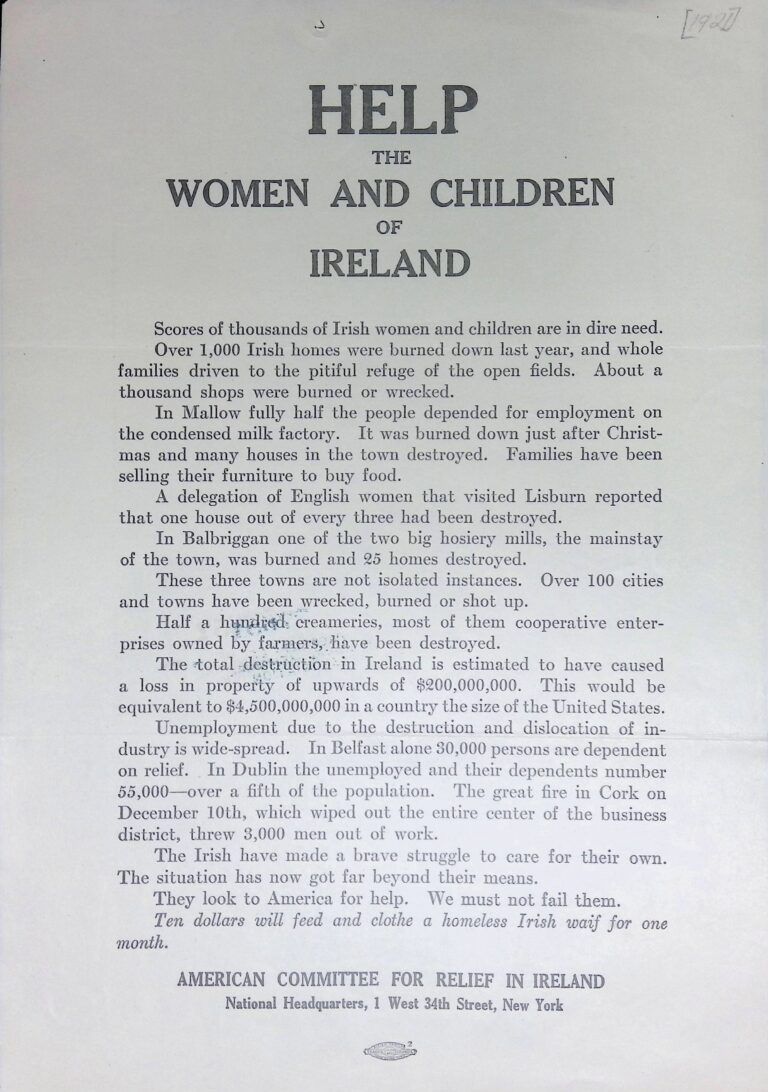 [1921]
HELP
THE
WOMEN AND CHILDREN
OF
IRELAND
Scores of thousands of Irish women and children are in dire need.
Over 1,000 Irish homes were burned down last year, and whole
families driven to the pitiful refuge of the open fields. About a
thousand shops were burned or wrecked.
In Mallow fully half the people depended for employment on
the condensed milk factory. It was burned down just after Christ-
mas and many houses in the town destroyed. Families have been
selling their furniture to buy food.
A delegation of English women that visited Lisburn reported
that one house out of every three had been destroyed.
In Balbriggan one of the two big hosiery mills, the mainstay
of the town, was burned and 25 homes destroyed.
These three towns are not isolated instances. Over 100 cities
and towns have been wrecked, burned or shot up.
Half a hundred creameries, most of them cooperative enter-
prises owned by farmers, have been destroyed.
The total destruction in Ireland is estimated to have caused
a loss in property of upwards of $200,000,000. This would be
equivalent to $4,500,000,000 in a country the size of the United States.
Unemployment due to the destruction and dislocation of in-
dustry is wide-spread. In Belfast alone 30,000 persons are dependent
on relief. In Dublin the unemployed and their dependents number
55,000—over a fifth of the population. The great fire in Cork on
December 10th, which wiped out the entire center of the business
district, threw 3,000 men out of work.
The Irish have made a brave struggle to care for their own.
The situation has now got far beyond their means.
They look to America for help. We must not fail them.
Ten dollars will feed and clothe a homeless Irish waif for one
month.
AMERICAN COMMITTEE FOR RELIEF IN IRELAND
National Headquarters, 1 West 34th Street, New York
2